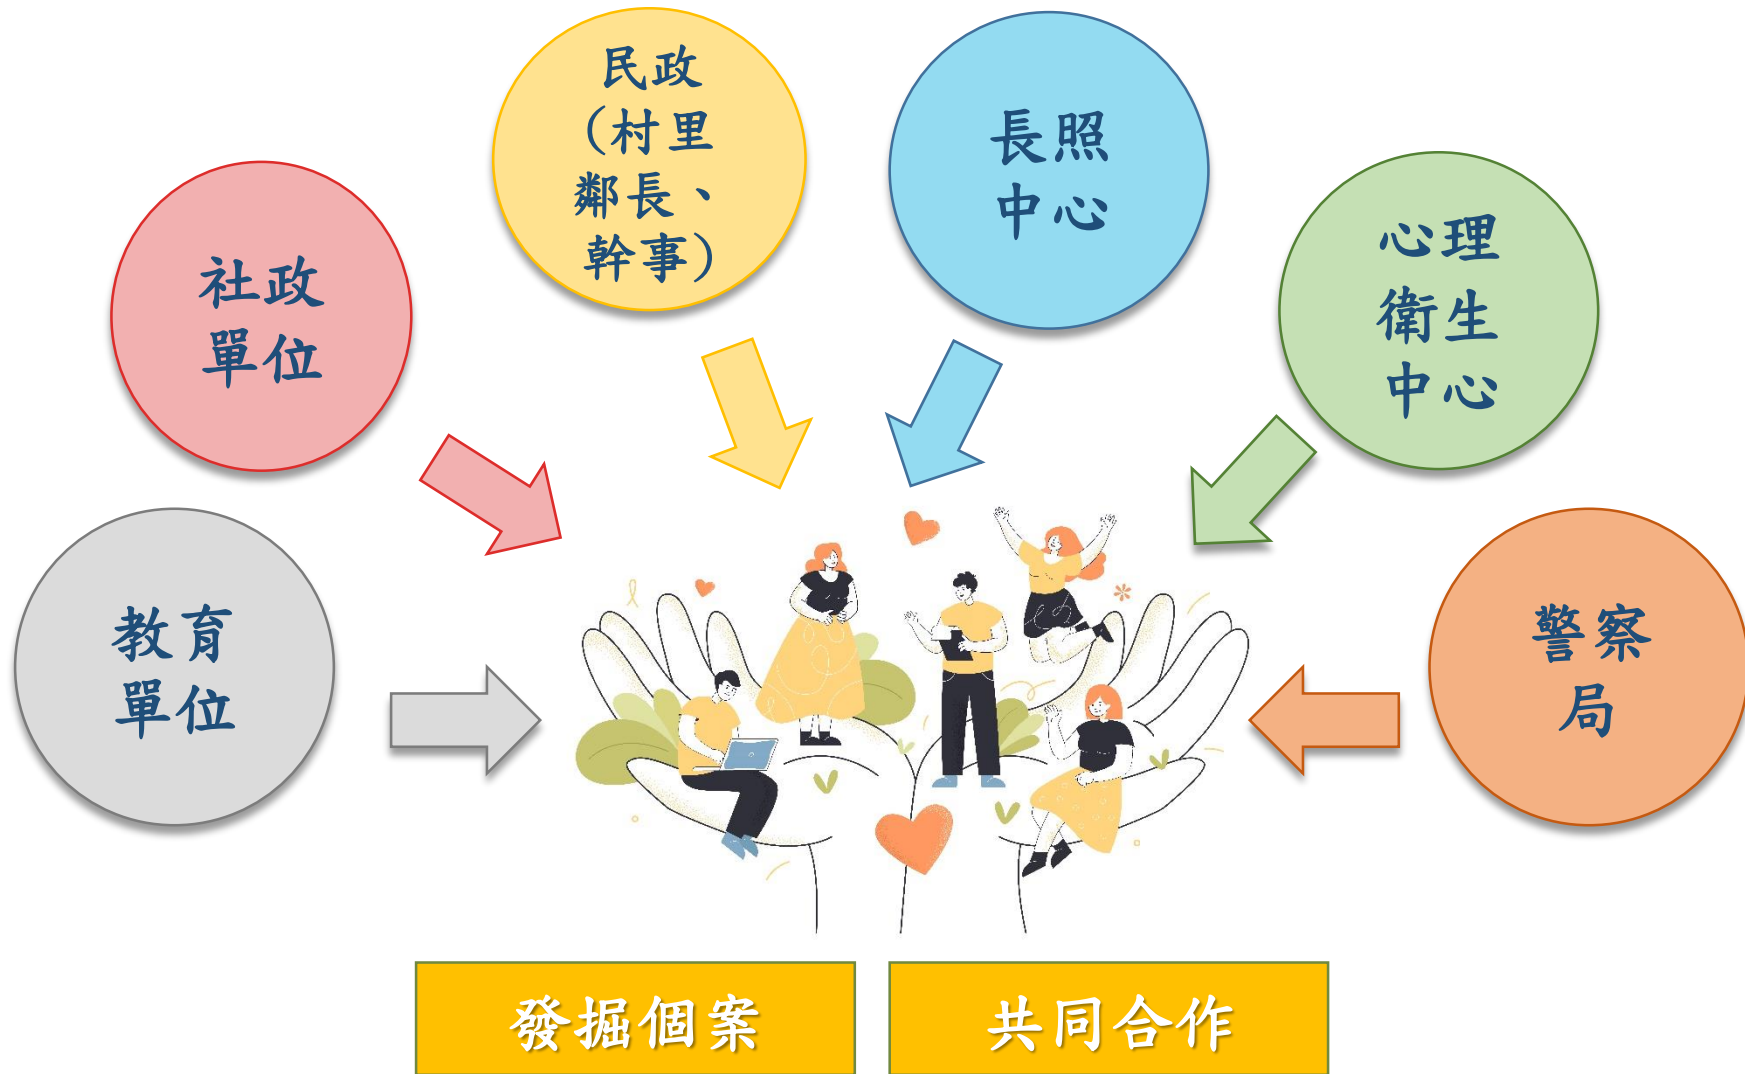 民政
(村里
鄰長、
幹事)
長照
中心
社政
單位
心理
衛生
中心
教育
單位
警察
局
發掘個案
共同合作